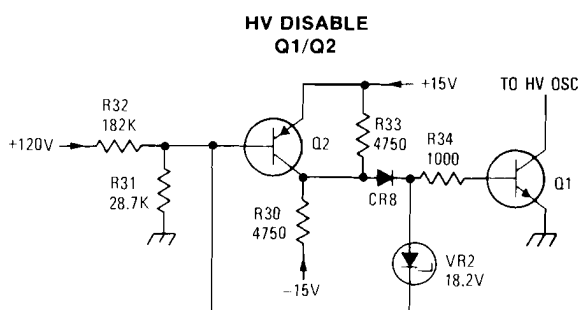 HV DISABLE
Q1/Q2
+15V
TO HV OSC
R32
182K
+120V
Q2
R33
4750
R34
1000
Q1
R31
28.7K
R30
4750
CR8
VR2
18.2V
−15V